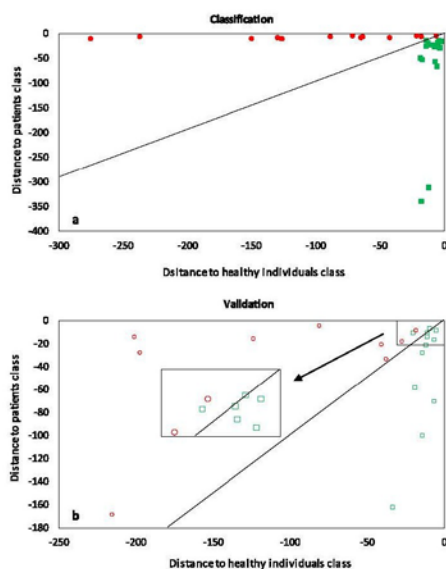 Classification
0
-50
-100
-150
-200
-250
-300
-350
-400
Distance to patients class
a
-300 -250 -200 -150 -100 -50 0
Dsitance to healthy individuals class
Validation
0
-20
-40
-60
-80
-100
-120
-140
-160
-180
Distance to patients class
b
-250 -200 -150 -100 -50 0
Distance to healthy individuals class